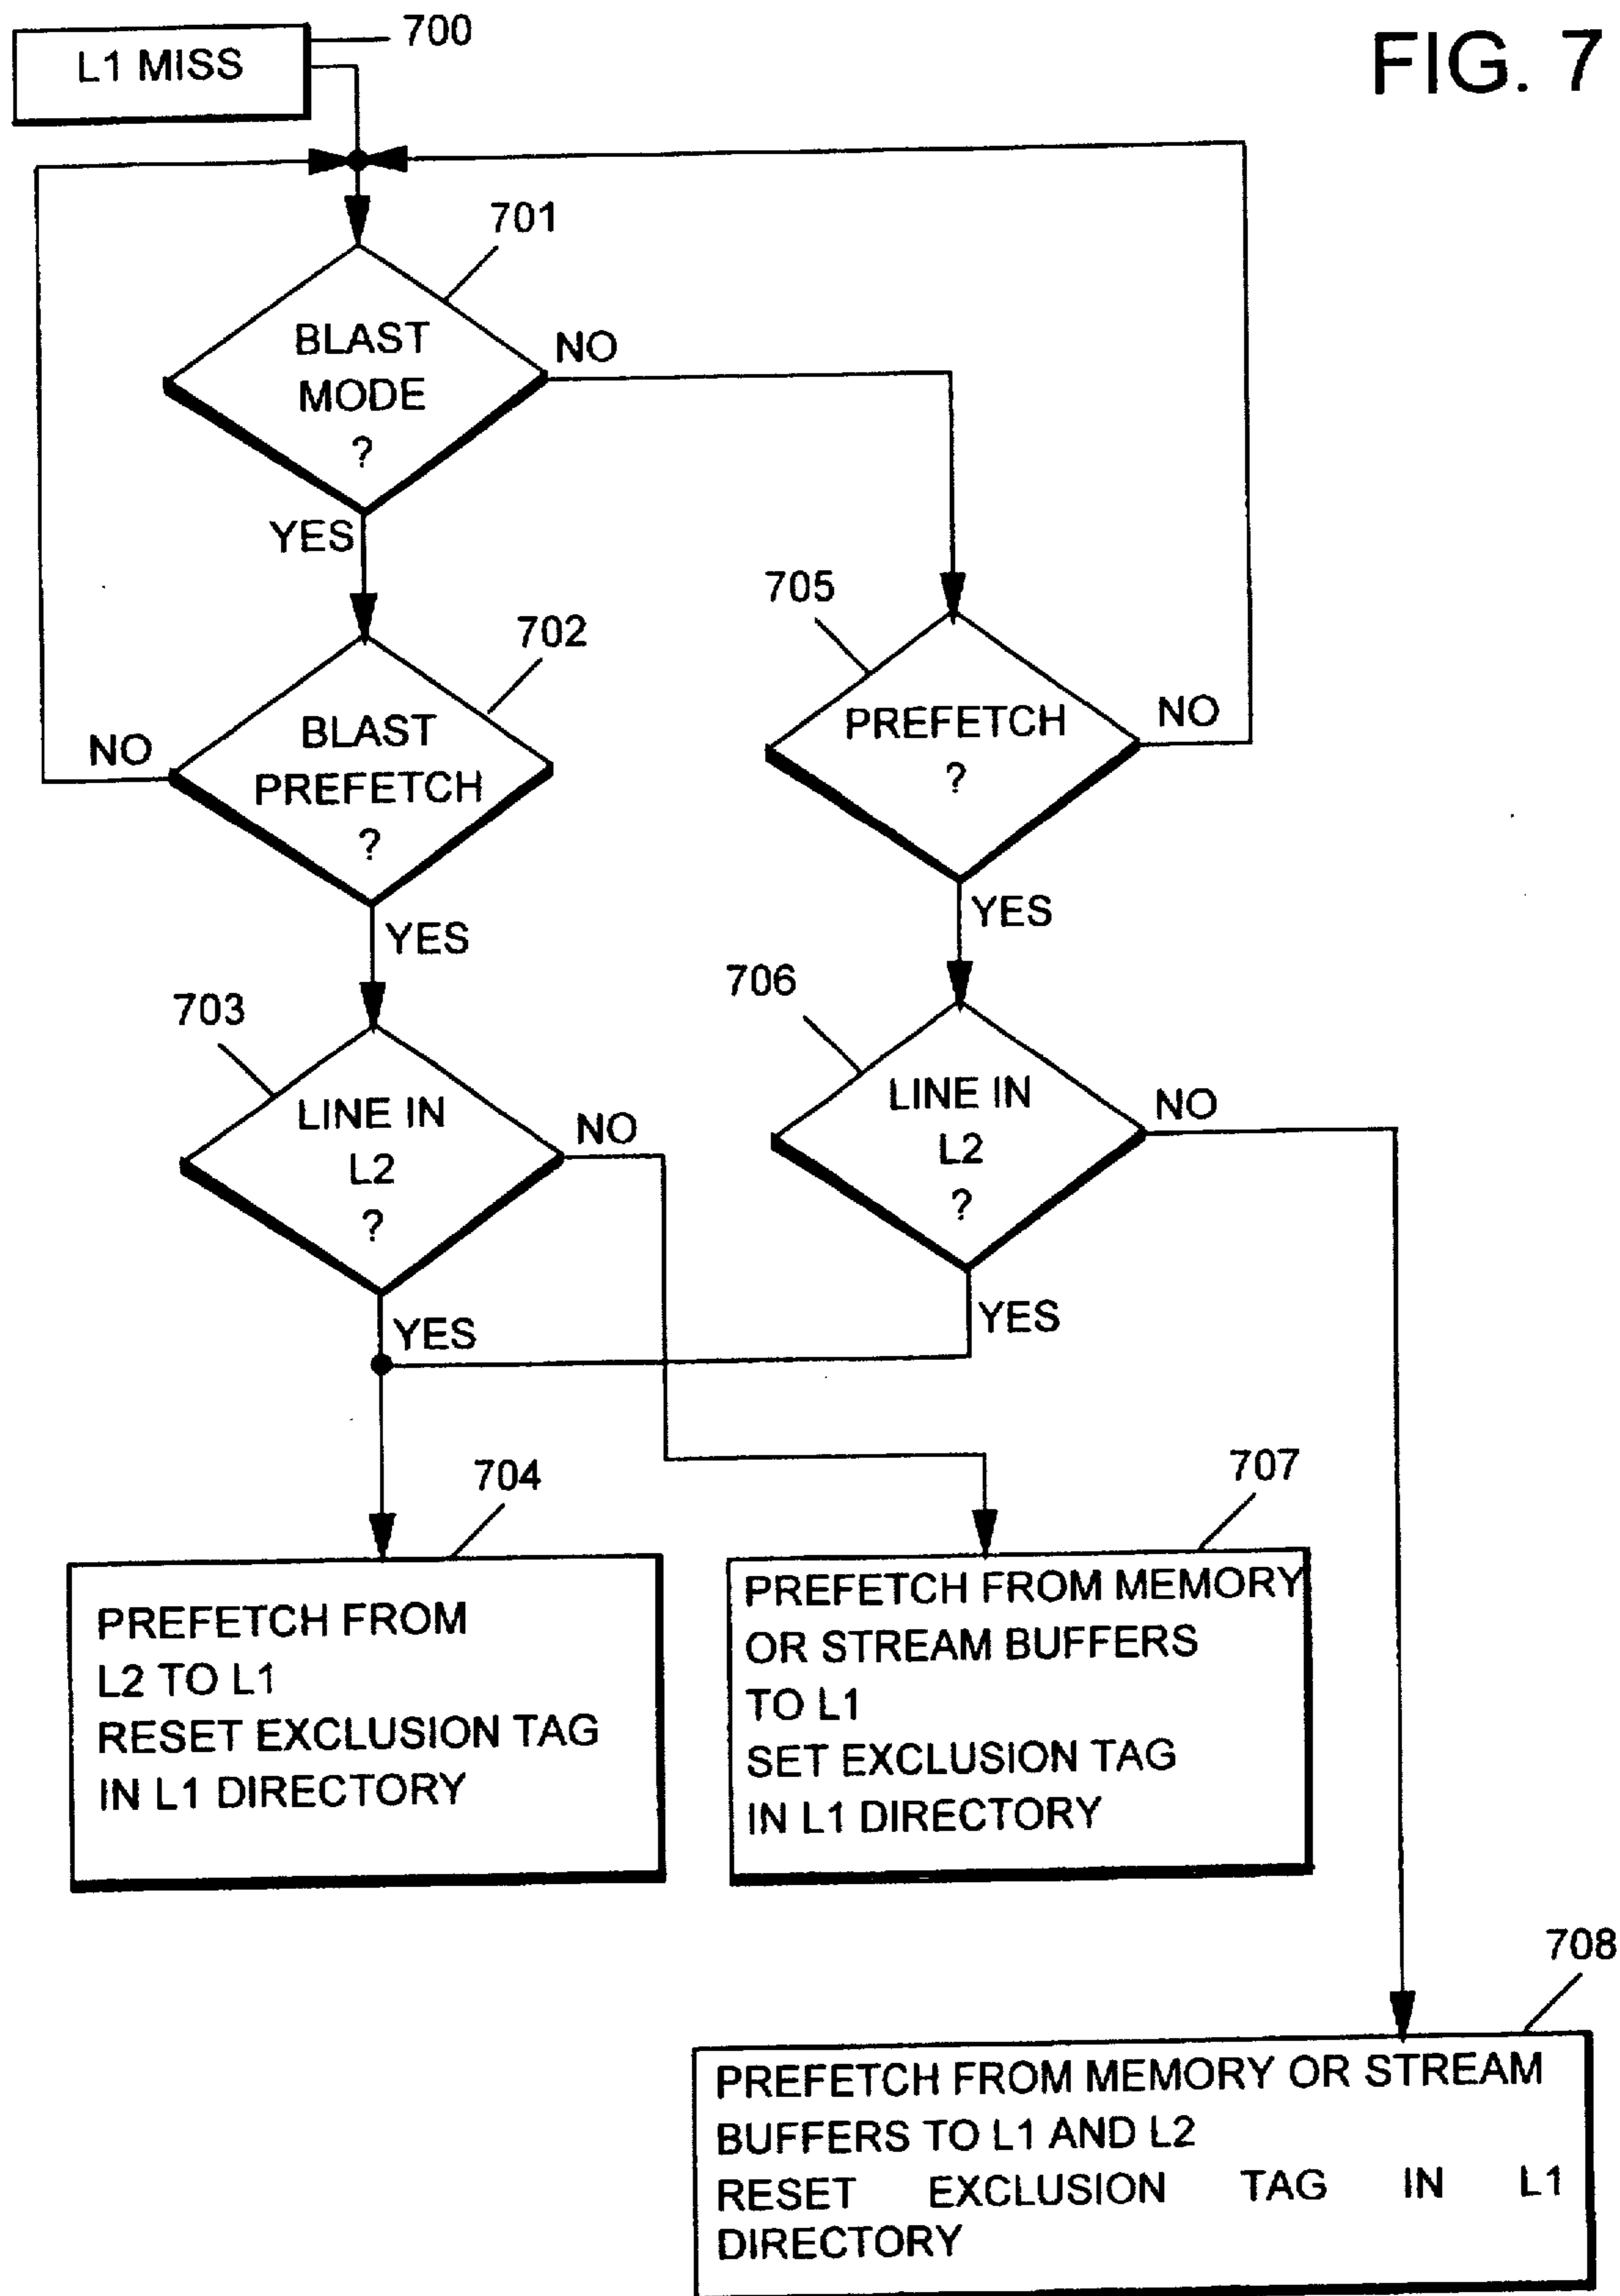 FIG. 7
700
L1 MISS
701
BLAST
MODE
?
NO
YES
702
BLAST
PREFETCH
?
NO
YES
705
PREFETCH
?
NO
YES
703
LINE IN
L2
?
NO
YES
706
LINE IN
L2
?
NO
YES
704
PREFETCH FROM
L2 TO L1
RESET EXCLUSION TAG
IN L1 DIRECTORY
707
PREFETCH FROM MEMORY
OR STREAM BUFFERS
TO L1
SET EXCLUSION TAG
IN L1 DIRECTORY
708
PREFETCH FROM MEMORY OR STREAM
BUFFERS TO L1 AND L2
RESET EXCLUSION TAG IN L1
DIRECTORY